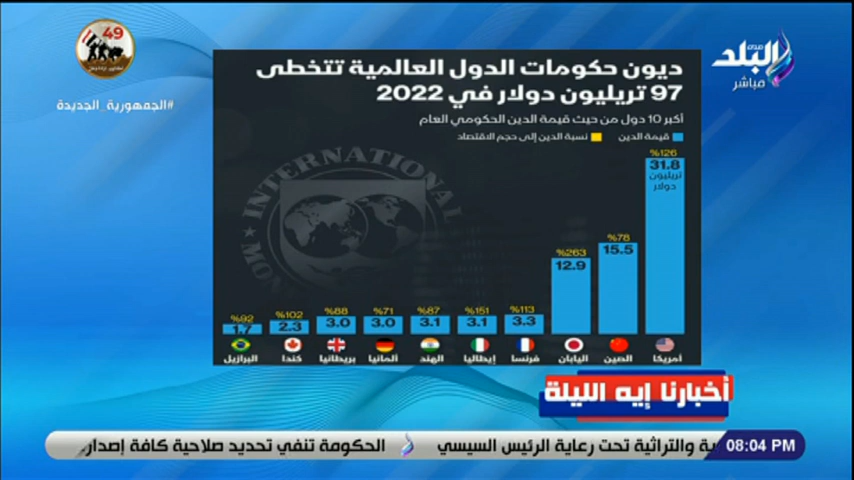 49
#الجمهورية_الجديدة
صدى
البلد
مباشر
ديون حكومات الدول العالمية تتخطى
97 تريليون دولار في 2022
أكبر 10 دول من حيث قيمة الدين الحكومي العام
قيمة الدين نسبة الدين إلى حجم الاقتصاد
INTERNATIONAL
%126 %78 %263 %113 %151 %87 %71 %88 %102 %92
31.8 15.5 12.9 3.3 3.1 3.1 3.0 3.0 2.3 1.7
تريليون
دولار
أمريكا الصين اليابان فرنسا إيطاليا الهند ألمانيا بريطانيا كندا البرازيل
أخبارنا إيه الليلة
08:04 PM
ية والتراثية تحت رعاية الرئيس السيسي الحكومة تنفي تحديد صلاحية كافة إصدار